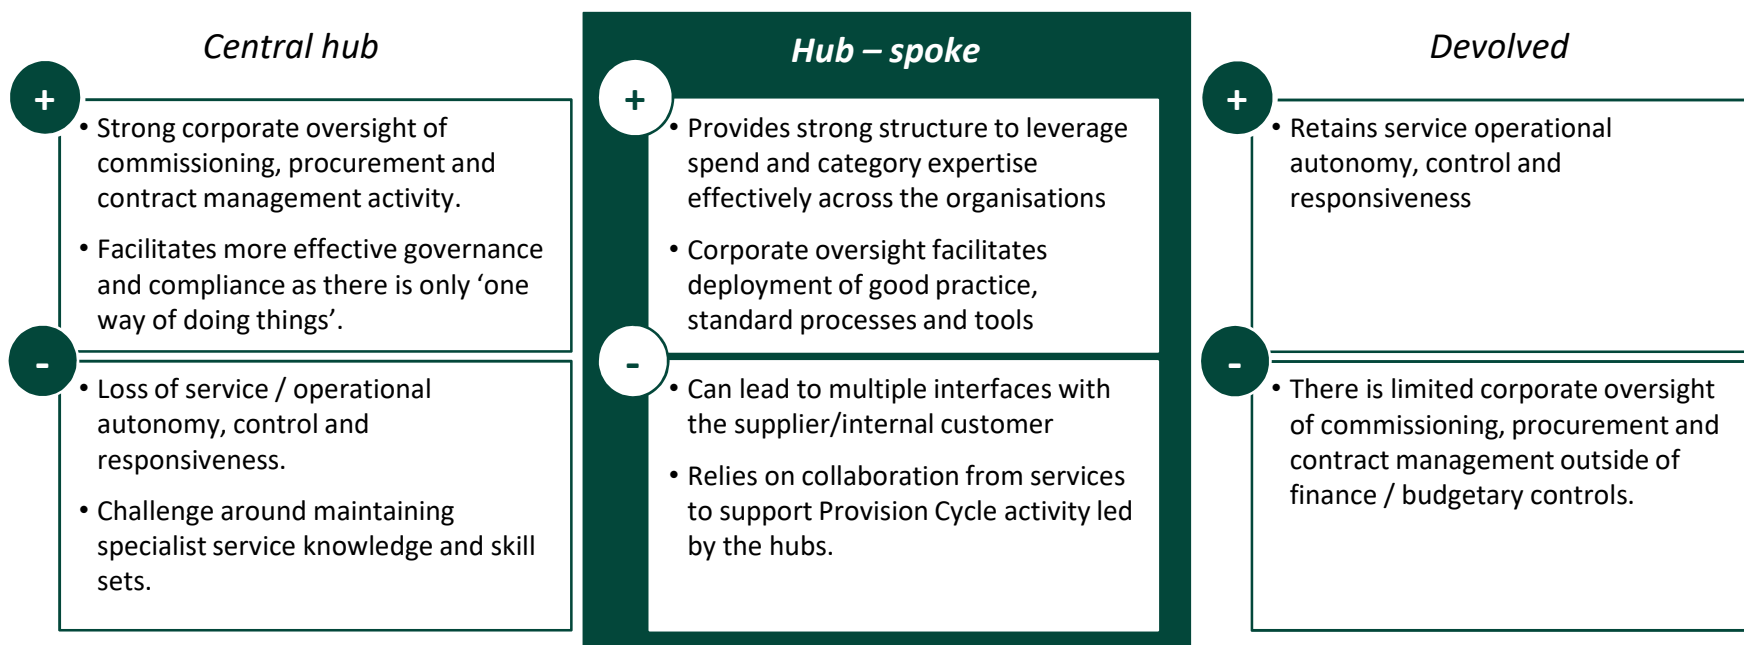 Central hub
+
• Strong corporate oversight of
commissioning, procurement and
contract management activity.
• Facilitates more effective governance
and compliance as there is only ‘one
way of doing things’.
-
• Loss of service / operational
autonomy, control and
responsiveness.
• Challenge around maintaining
specialist service knowledge and skill
sets.
Hub – spoke
+
• Provides strong structure to leverage
spend and category expertise
effectively across the organisations
• Corporate oversight facilitates
deployment of good practice,
standard processes and tools
-
• Can lead to multiple interfaces with
the supplier/internal customer
• Relies on collaboration from services
to support Provision Cycle activity led
by the hubs.
Devolved
+
• Retains service operational
autonomy, control and
responsiveness
-
• There is limited corporate oversight
of commissioning, procurement and
contract management outside of
finance / budgetary controls.